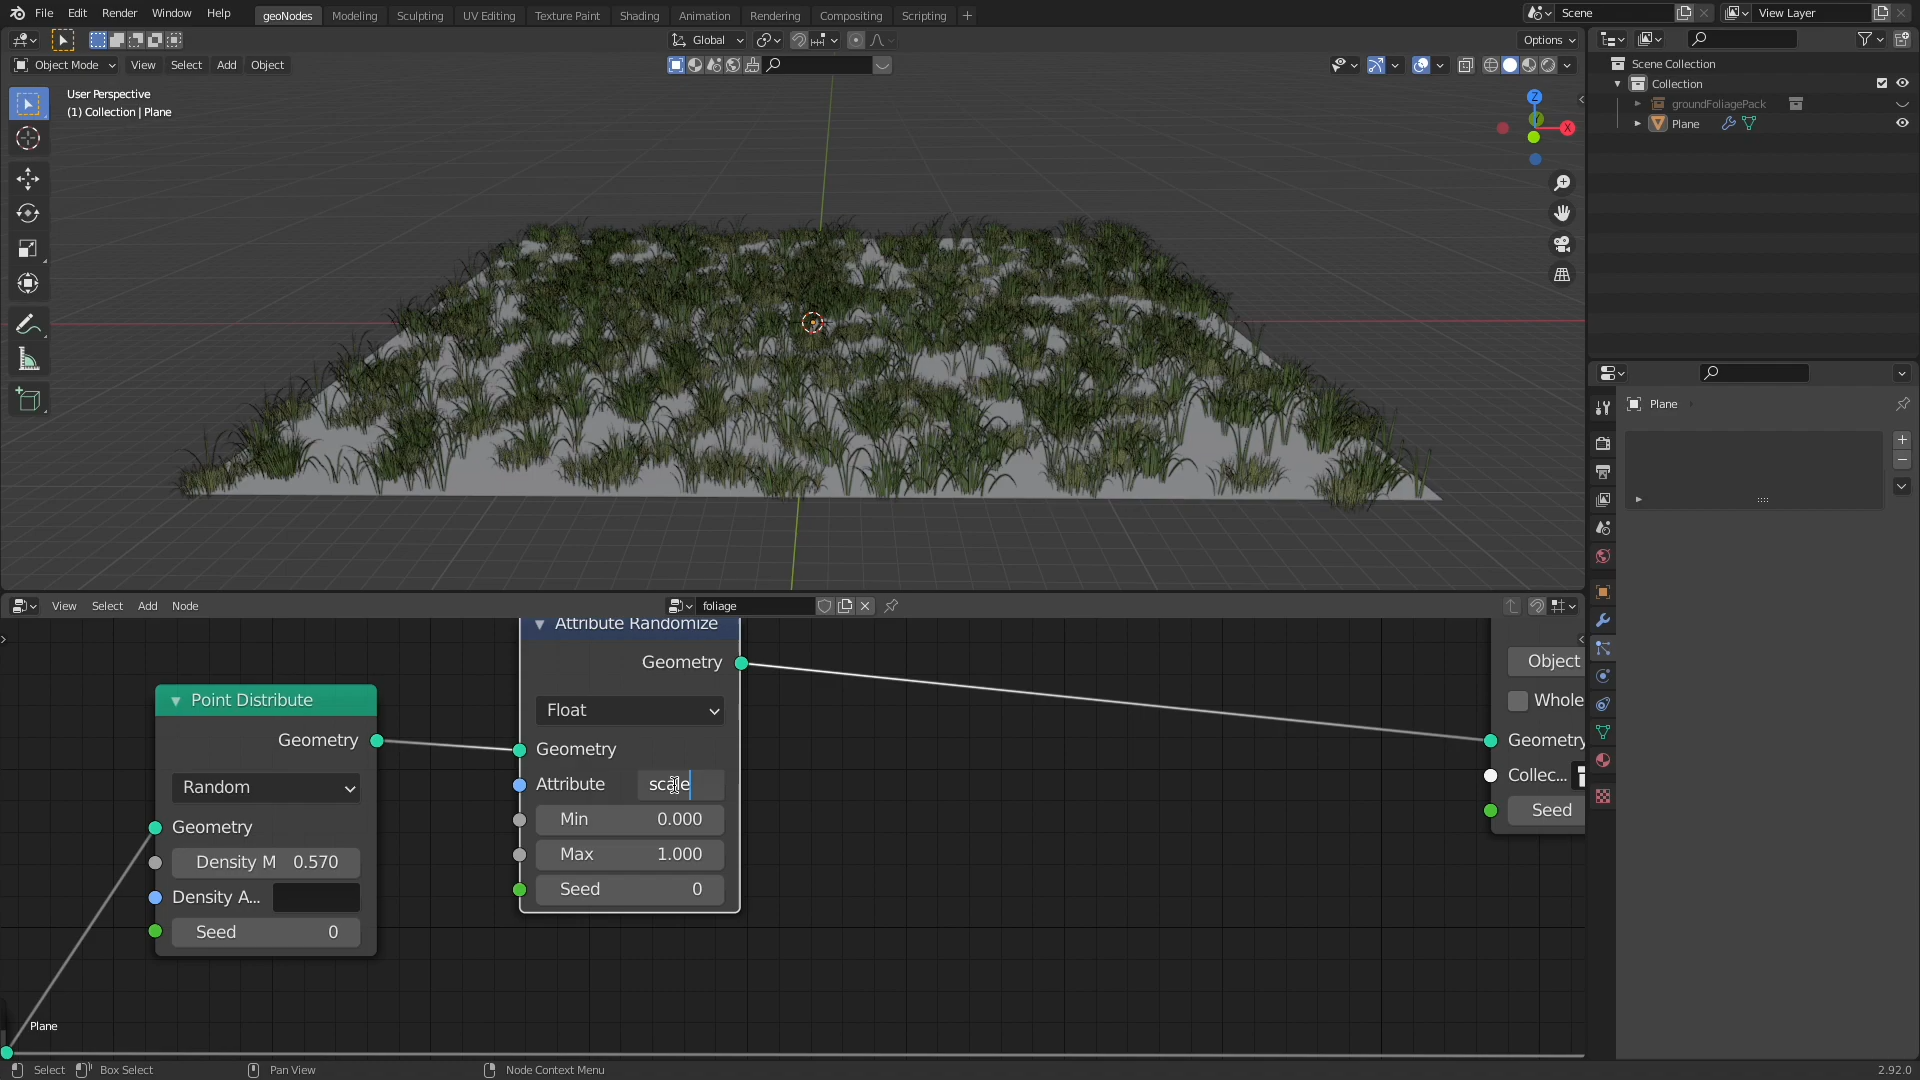 File Edit Render Window Help geoNodes Modeling Sculpting UV Editing Texture Paint Shading Animation Rendering Compositing Scripting + Scene View Layer
Global Options
Object Mode View Select Add Object
User Perspective
(1) Collection | Plane
Z
Y
X
Scene Collection
Collection
groundFoliagePack
Plane
Plane
View Select Add Node foliage
Point Distribute
Geometry
Random
Geometry
Density M 0.570
Density A...
Seed 0
Attribute Randomize
Geometry
Float
Geometry
Attribute scale
Min 0.000
Max 1.000
Seed 0
Object
Whole
Geometry
Collec...
Seed
Plane
Select Box Select Pan View Node Context Menu 2.92.0